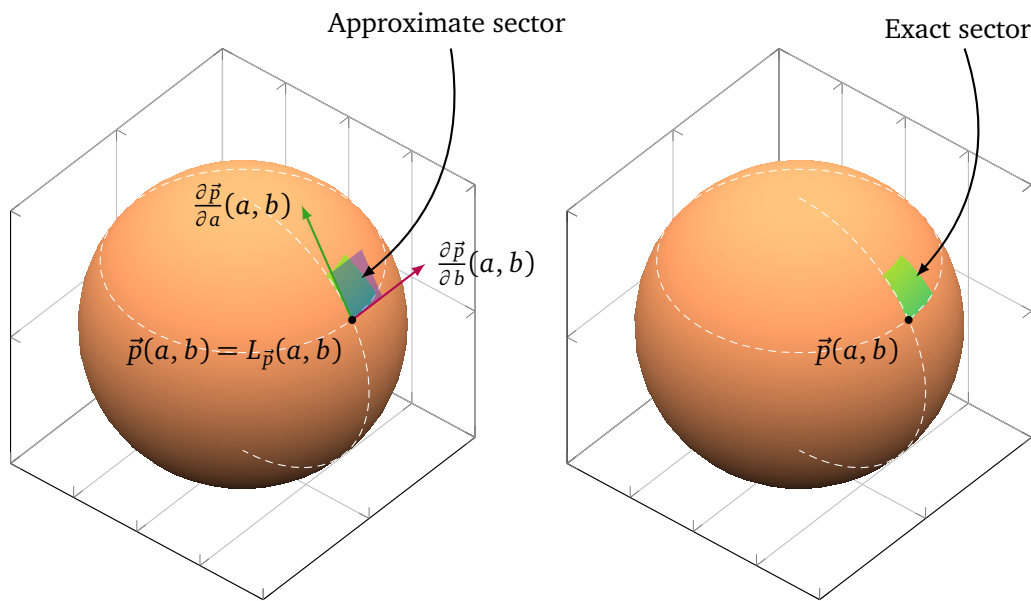 Approximate sector
Exact sector
∂p⃗/∂a (a, b)
∂p⃗/∂b (a, b)
p⃗(a, b) = L_p⃗(a, b)
p⃗(a, b)